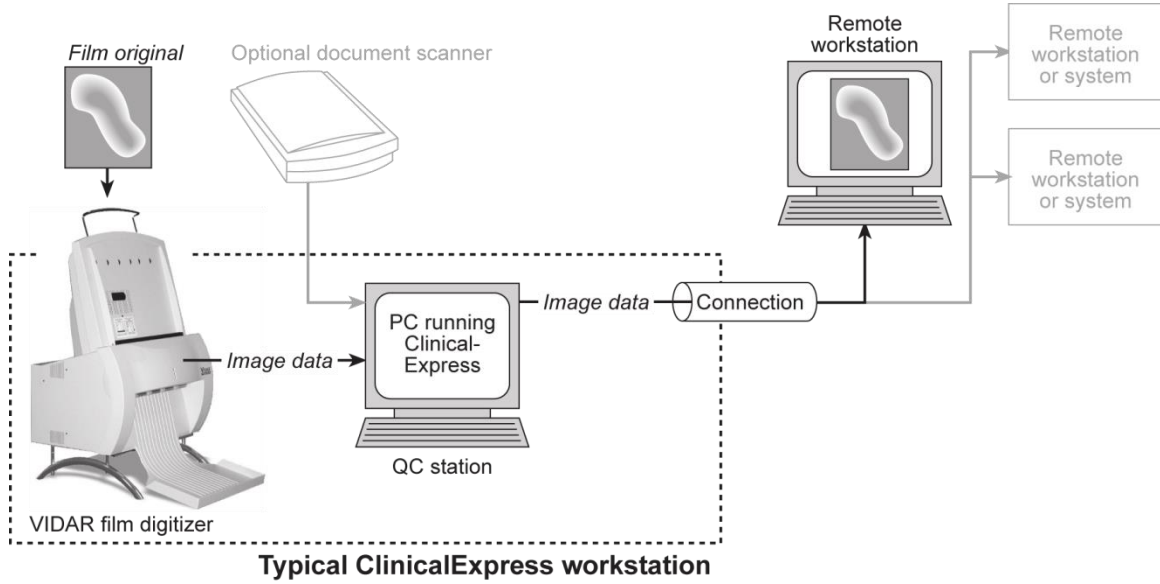 Film original
Optional document scanner
Remote
workstation
Remote
workstation
or system
Remote
workstation
or system
Image data
PC running
Clinical-
Express
Image data
Connection
QC station
VIDAR film digitizer
Typical ClinicalExpress workstation